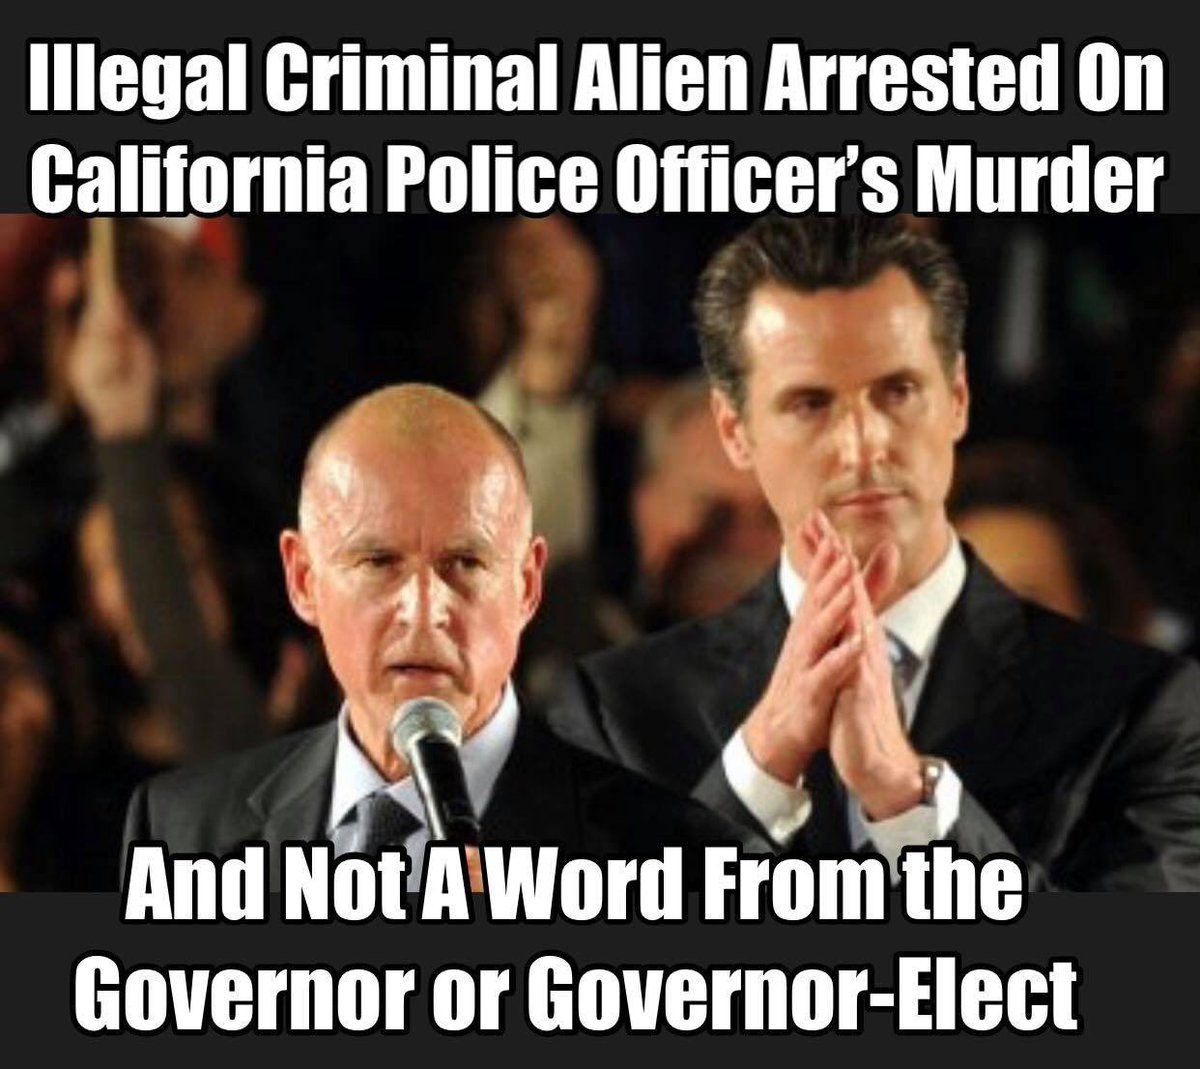 Illegal Criminal Alien Arrested On
California Police Officer’s Murder
And Not A Word From the
Governor or Governor-Elect